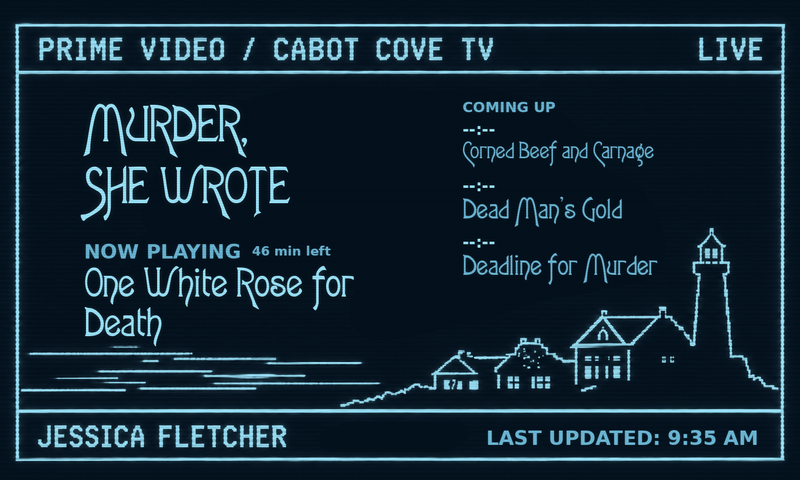 PRIME VIDEO / CABOT COVE TV
LIVE
MURDER,
SHE WROTE
NOW PLAYING 46 min left
One White Rose for
Death
COMING UP
--:--
Corned Beef and Carnage
--:--
Dead Man's Gold
--:--
Deadline for Murder
JESSICA FLETCHER
LAST UPDATED: 9:35 AM